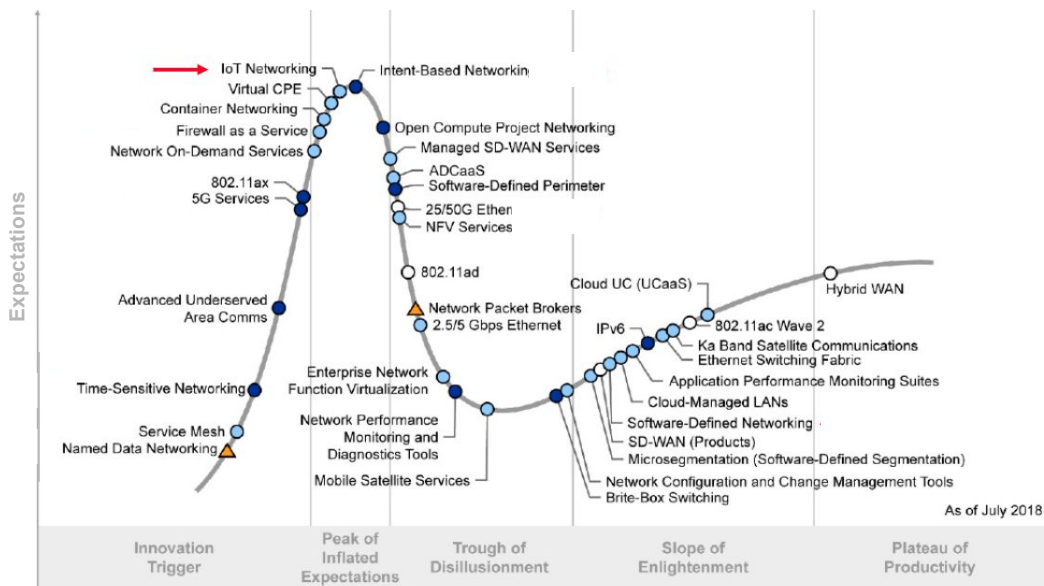 Expectations
IoT Networking
Intent-Based Networkin
Virtual CPE
Container Networking
Firewall as a Service
Network On-Demand Services
Open Compute Project Networking
Managed SD-WAN Services
ADCaaS
Software-Defined Perimeter
802.11ax
5G Services
25/50G Ethen
NFV Services
802.11ad
Advanced Underserved
Area Comms
Network Packet Brokers
2.5/5 Gbps Ethernet
Cloud UC (UCaaS)
Hybrid WAN
IPv6
802.11ac Wave 2
Ka Band Satellite Communications
Ethernet Switching Fabric
Application Performance Monitoring Suites
Cloud-Managed LANs
Software-Defined Networking
SD-WAN (Products)
Microsegmentation (Software-Defined Segmentation)
Network Configuration and Change Management Tools
Brite-Box Switching
Time-Sensitive Networking
Enterprise Network
Function Virtualization
Service Mesh
Named Data Networking
Network Performance
Monitoring and
Diagnostics Tools
Mobile Satellite Services
As of July 2018
Innovation
Trigger
Peak of
Inflated
Expectations
Trough of
Disillusionment
Slope of
Enlightenment
Plateau of
Productivity